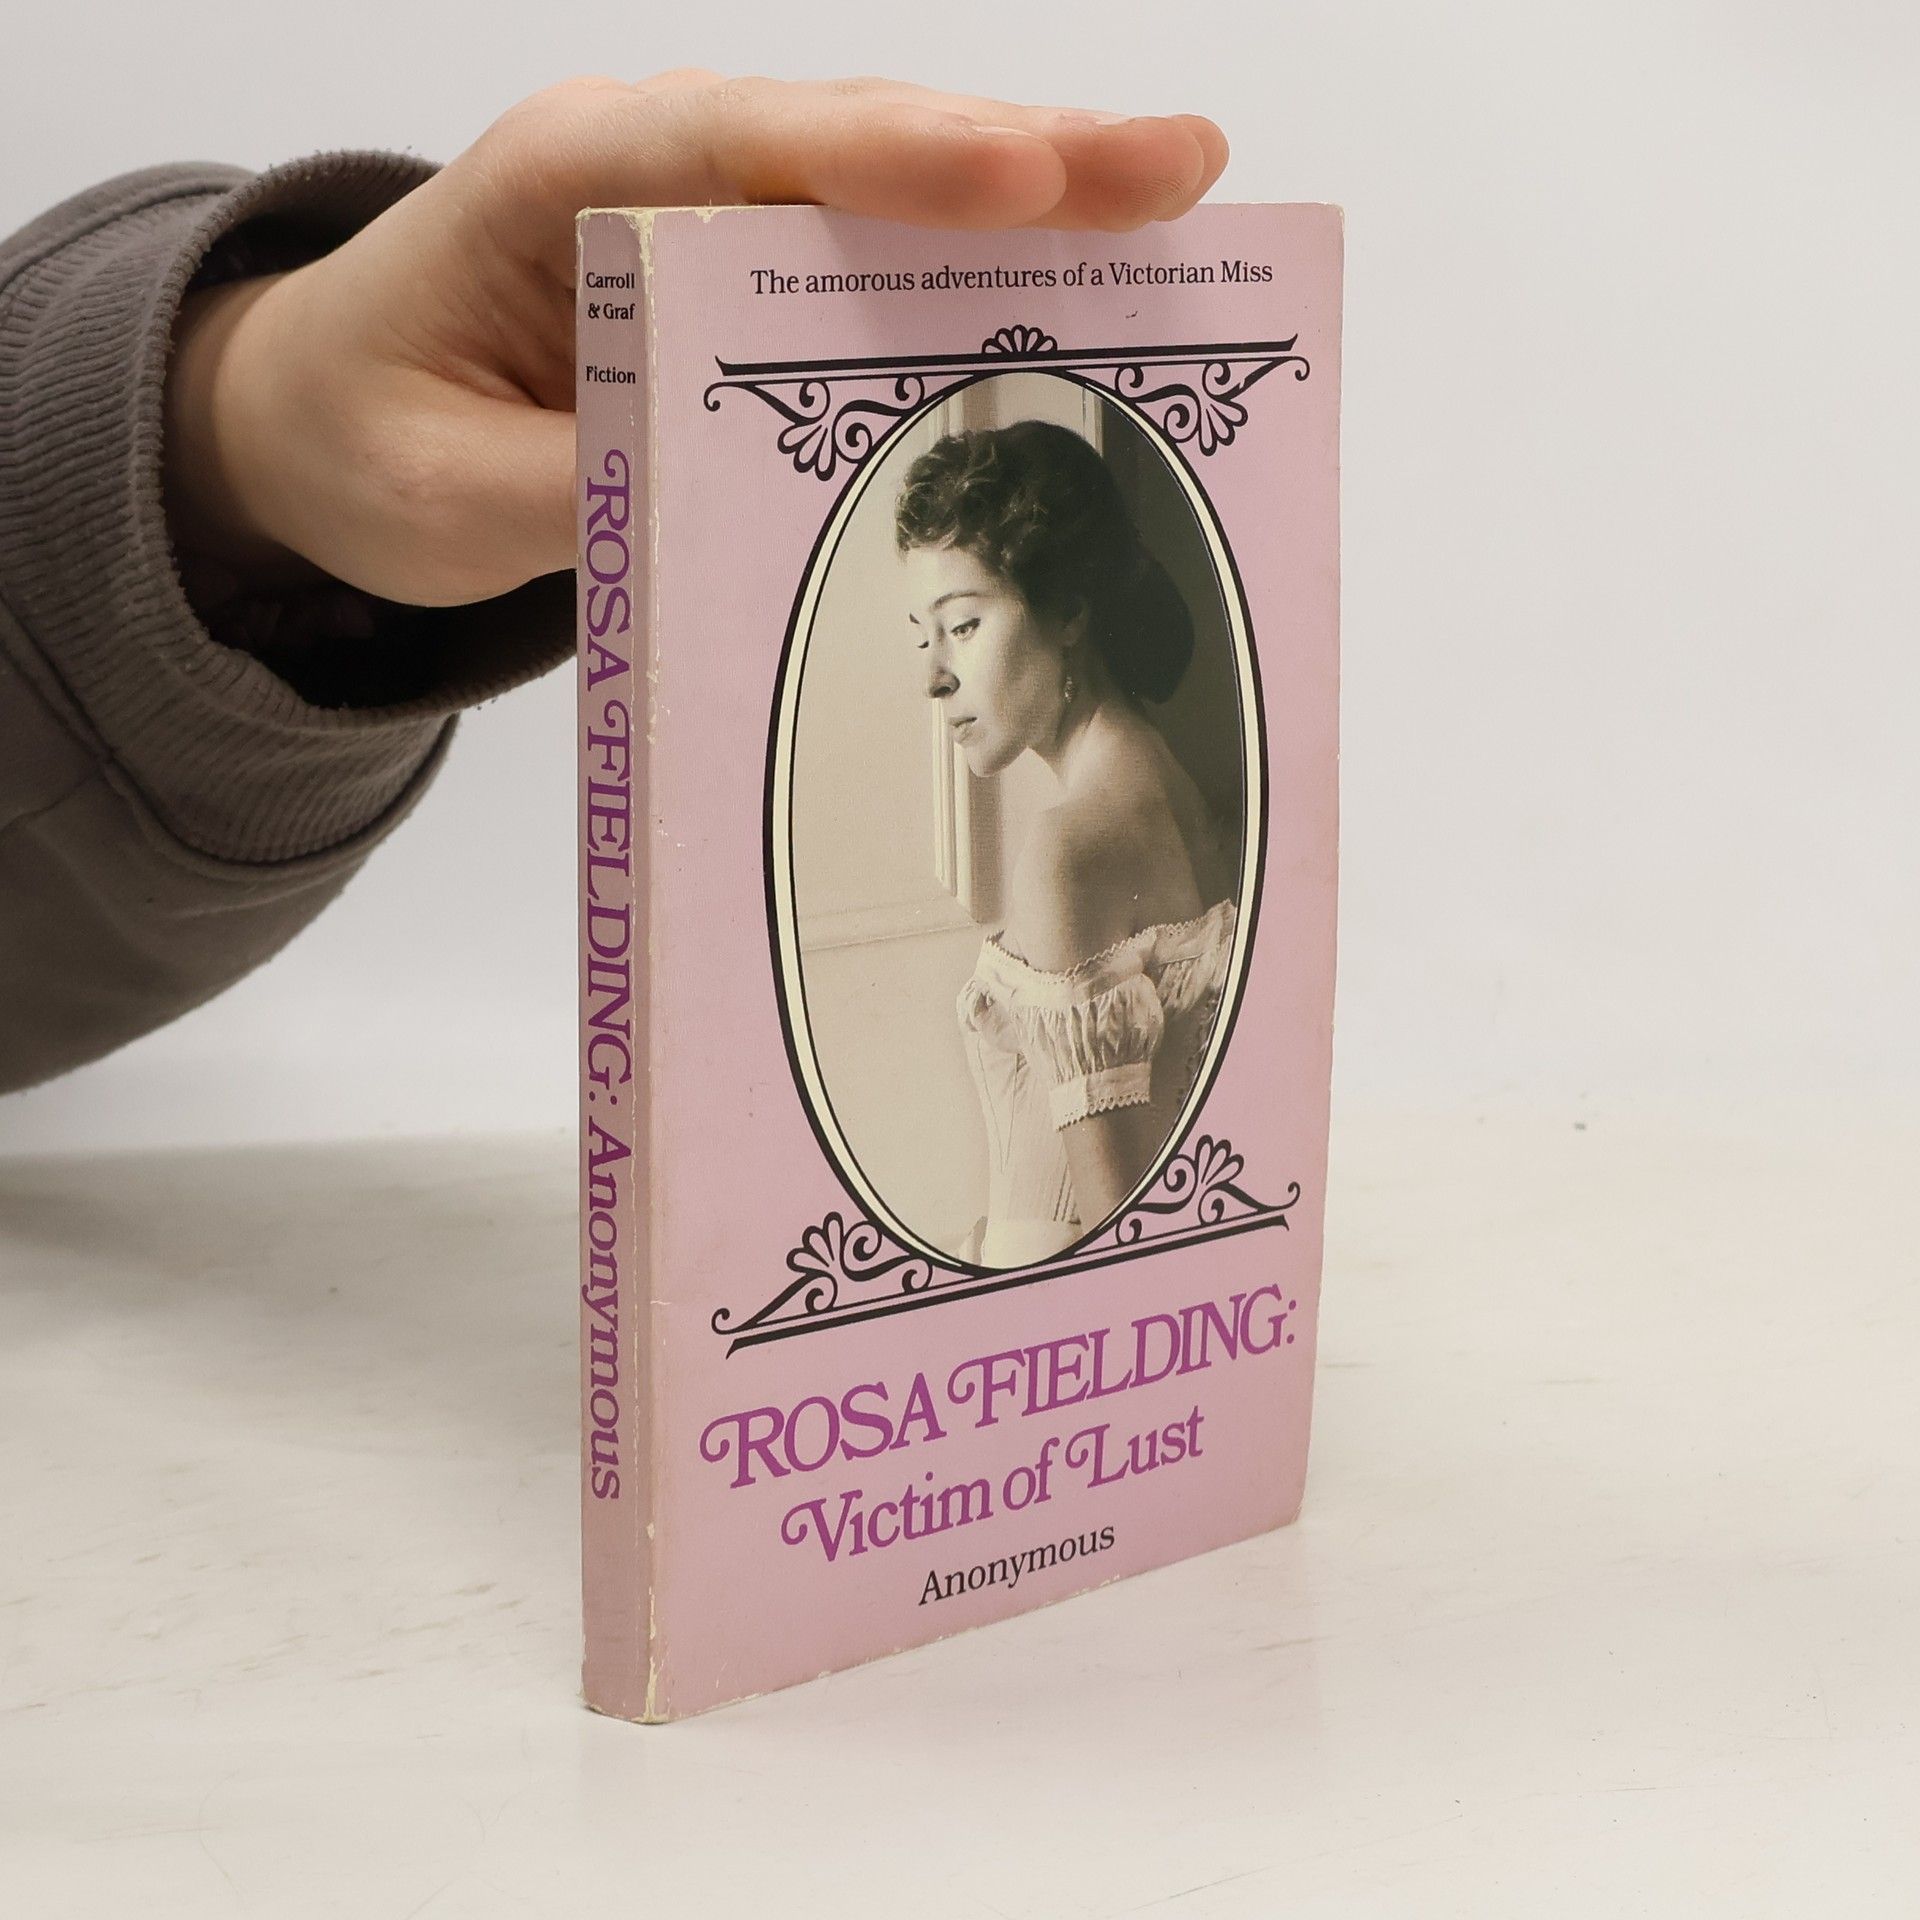 Carroll
& Graf
Fiction
ROSA FIELDING: Anonymous
The amorous adventures of a Victorian Miss
ROSA FIELDING:
Victim of Lust
Anonymous